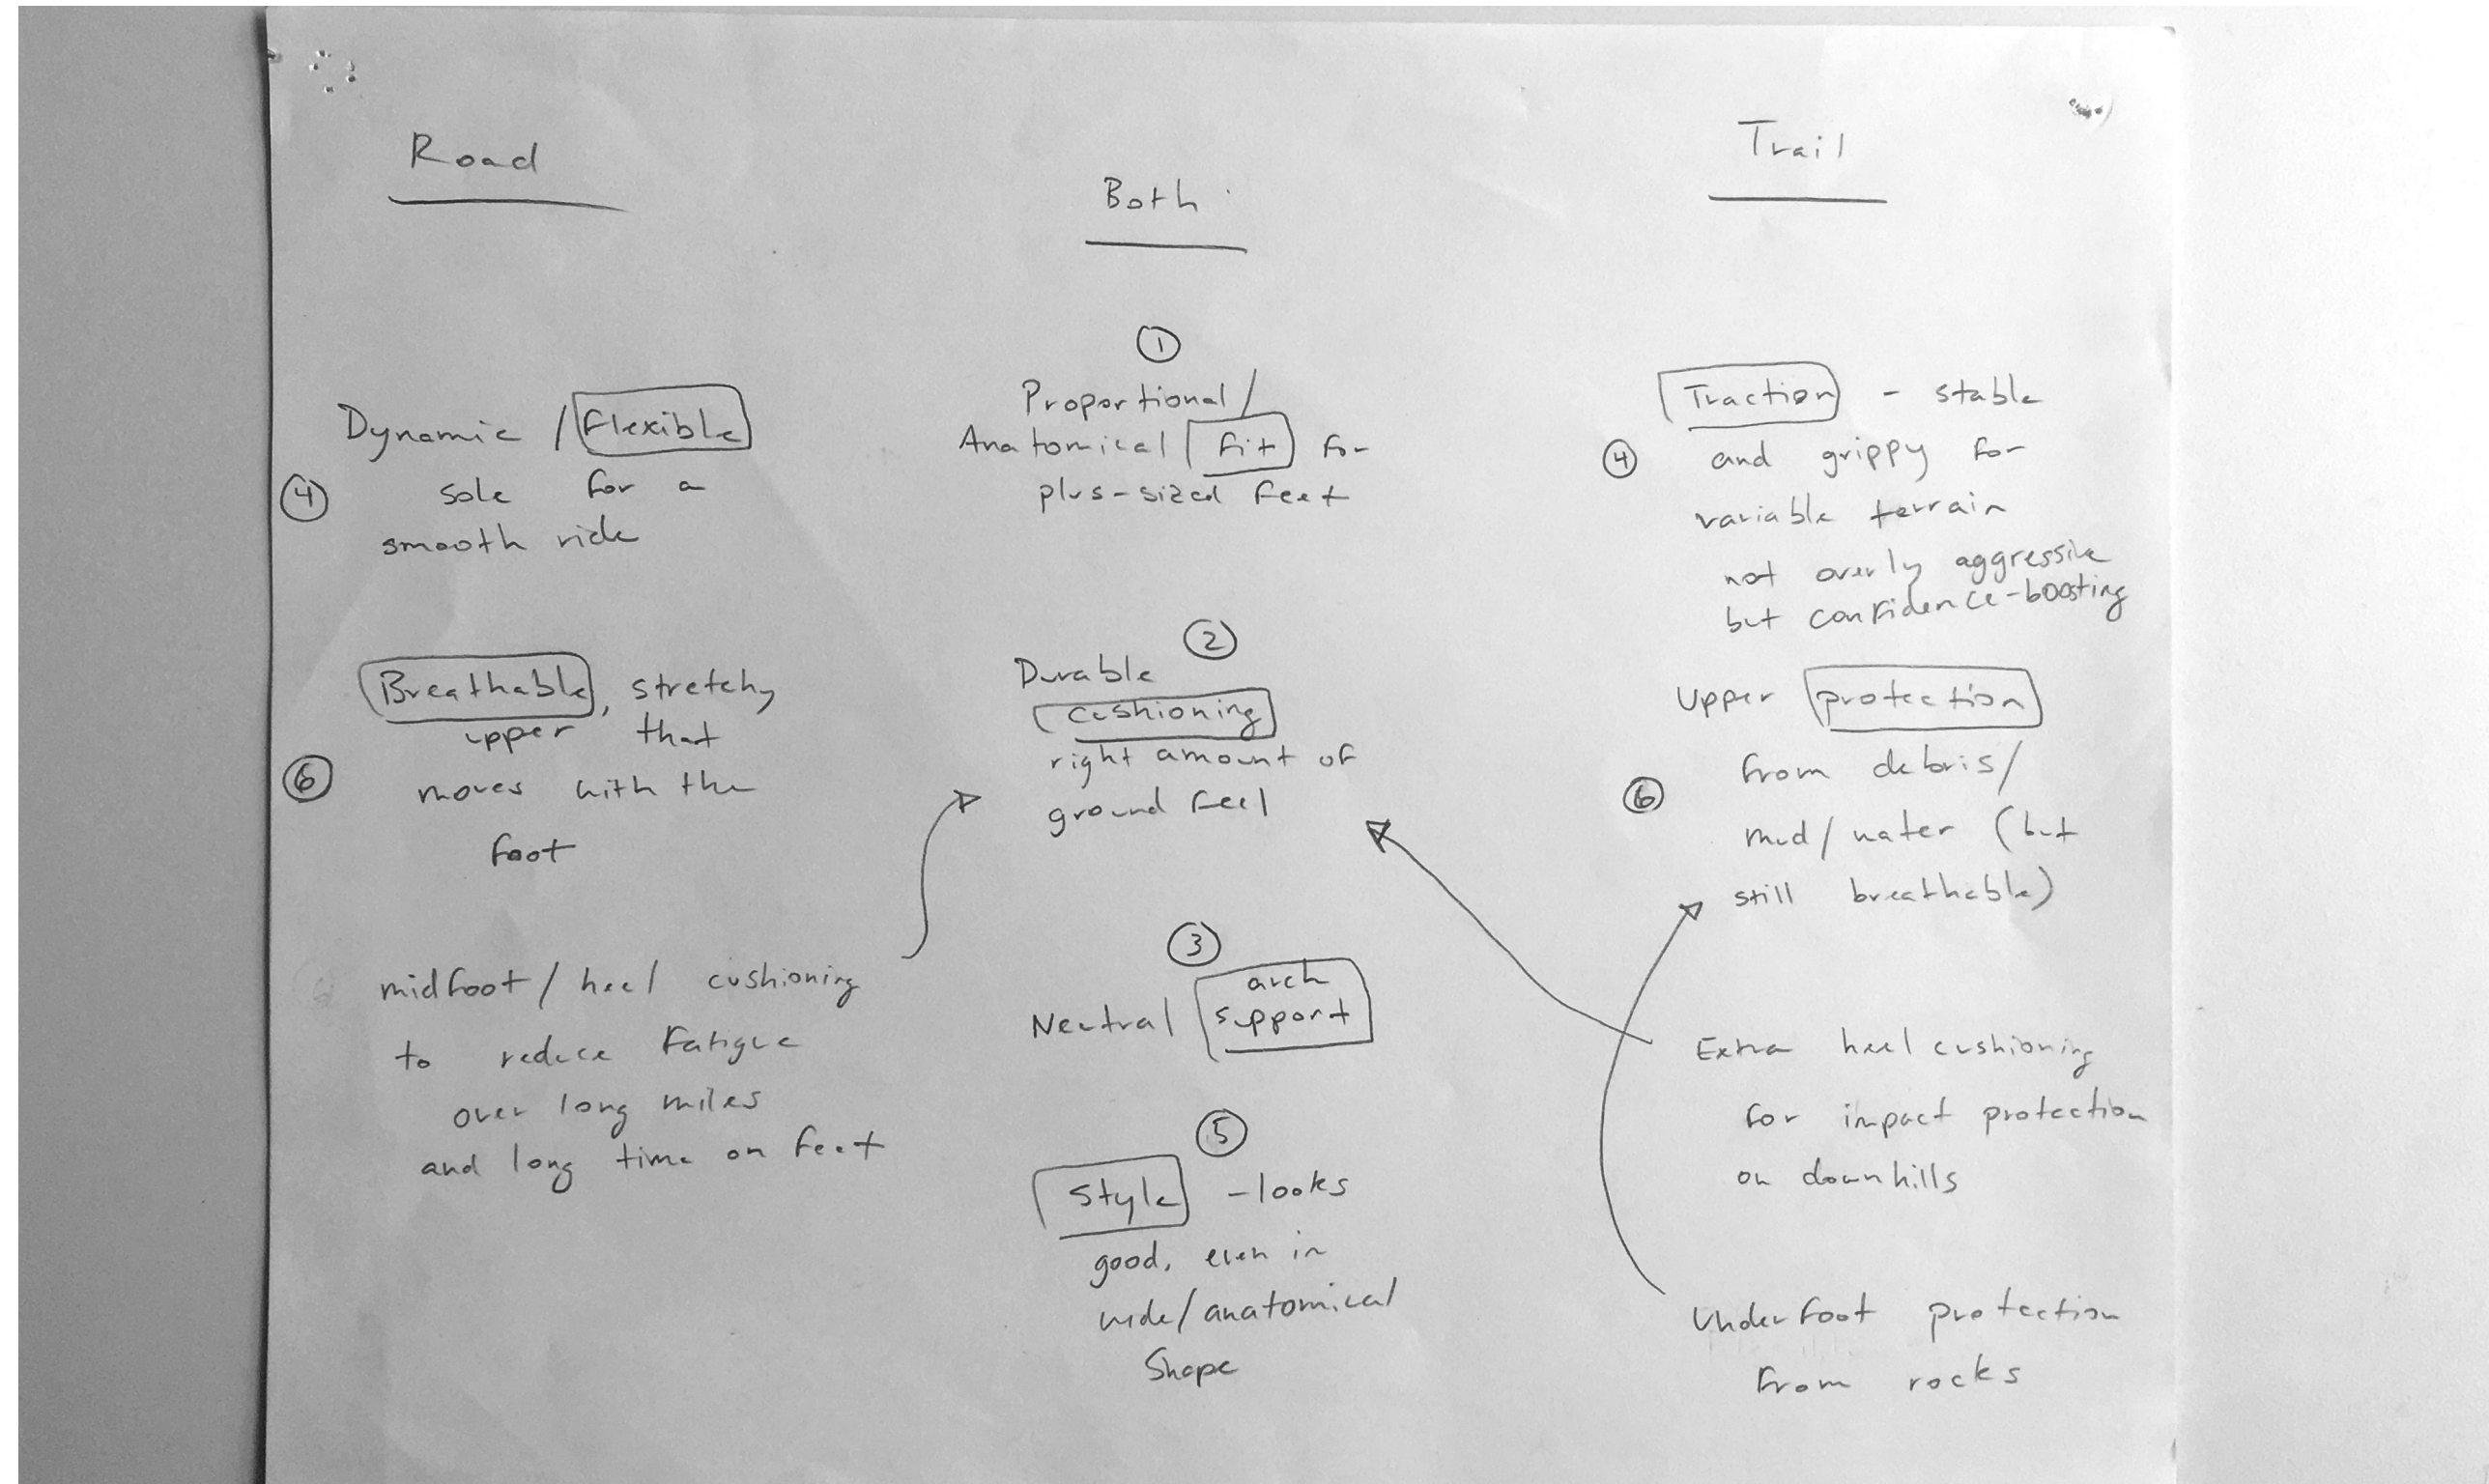 Road
④
Dynamic / Flexible
sole for a
smooth ride
⑥
Breathable, stretchy
upper that
moves with the
foot
midfoot / heel cushioning
to reduce fatigue
over long miles
and long time on feet
Both
①
Proportional /
Anatomical fit for
plus-sized feet
②
Durable
cushioning
right amount of
ground feel
③
Neutral arch
support
⑤
Style - looks
good, even in
wide/anatomical
shape
Trail
④
Traction - stable
and grippy for
variable terrain
not overly aggressive
but confidence-boosting
⑥
Upper protection
from debris/
mud/water (but
still breathable)
Extra heel cushioning
for impact protection
on downhills
Underfoot protection
from rocks